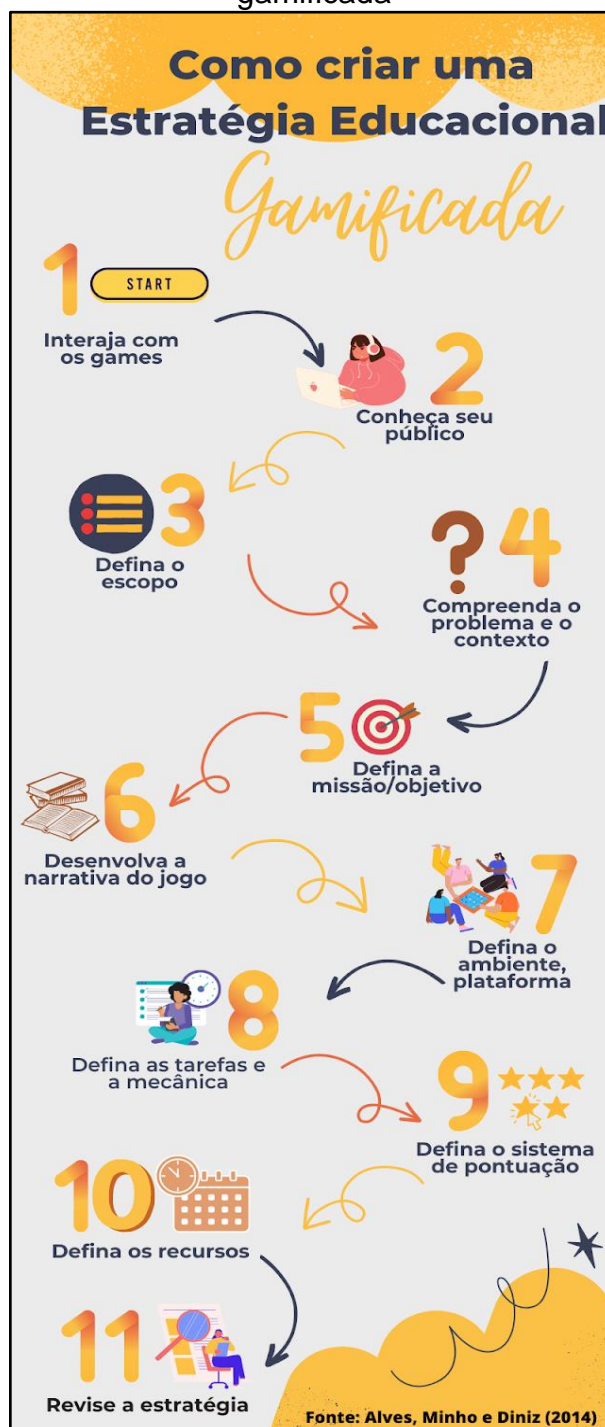 gamificada
Como criar uma
Estratégia Educacional
Gamificada
1 START
Interaja com
os games
2
Conheça seu
público
3
Defina o
escopo
4
Compreenda o
problema e o
contexto
5
Defina a
missão/objetivo
6
Desenvolva a
narrativa do jogo
7
Defina o
ambiente,
plataforma
8
Defina as tarefas e
a mecânica
9
Defina o sistema
de pontuação
10
Defina os recursos
11
Revise a estratégia
Fonte: Alves, Minho e Diniz (2014)